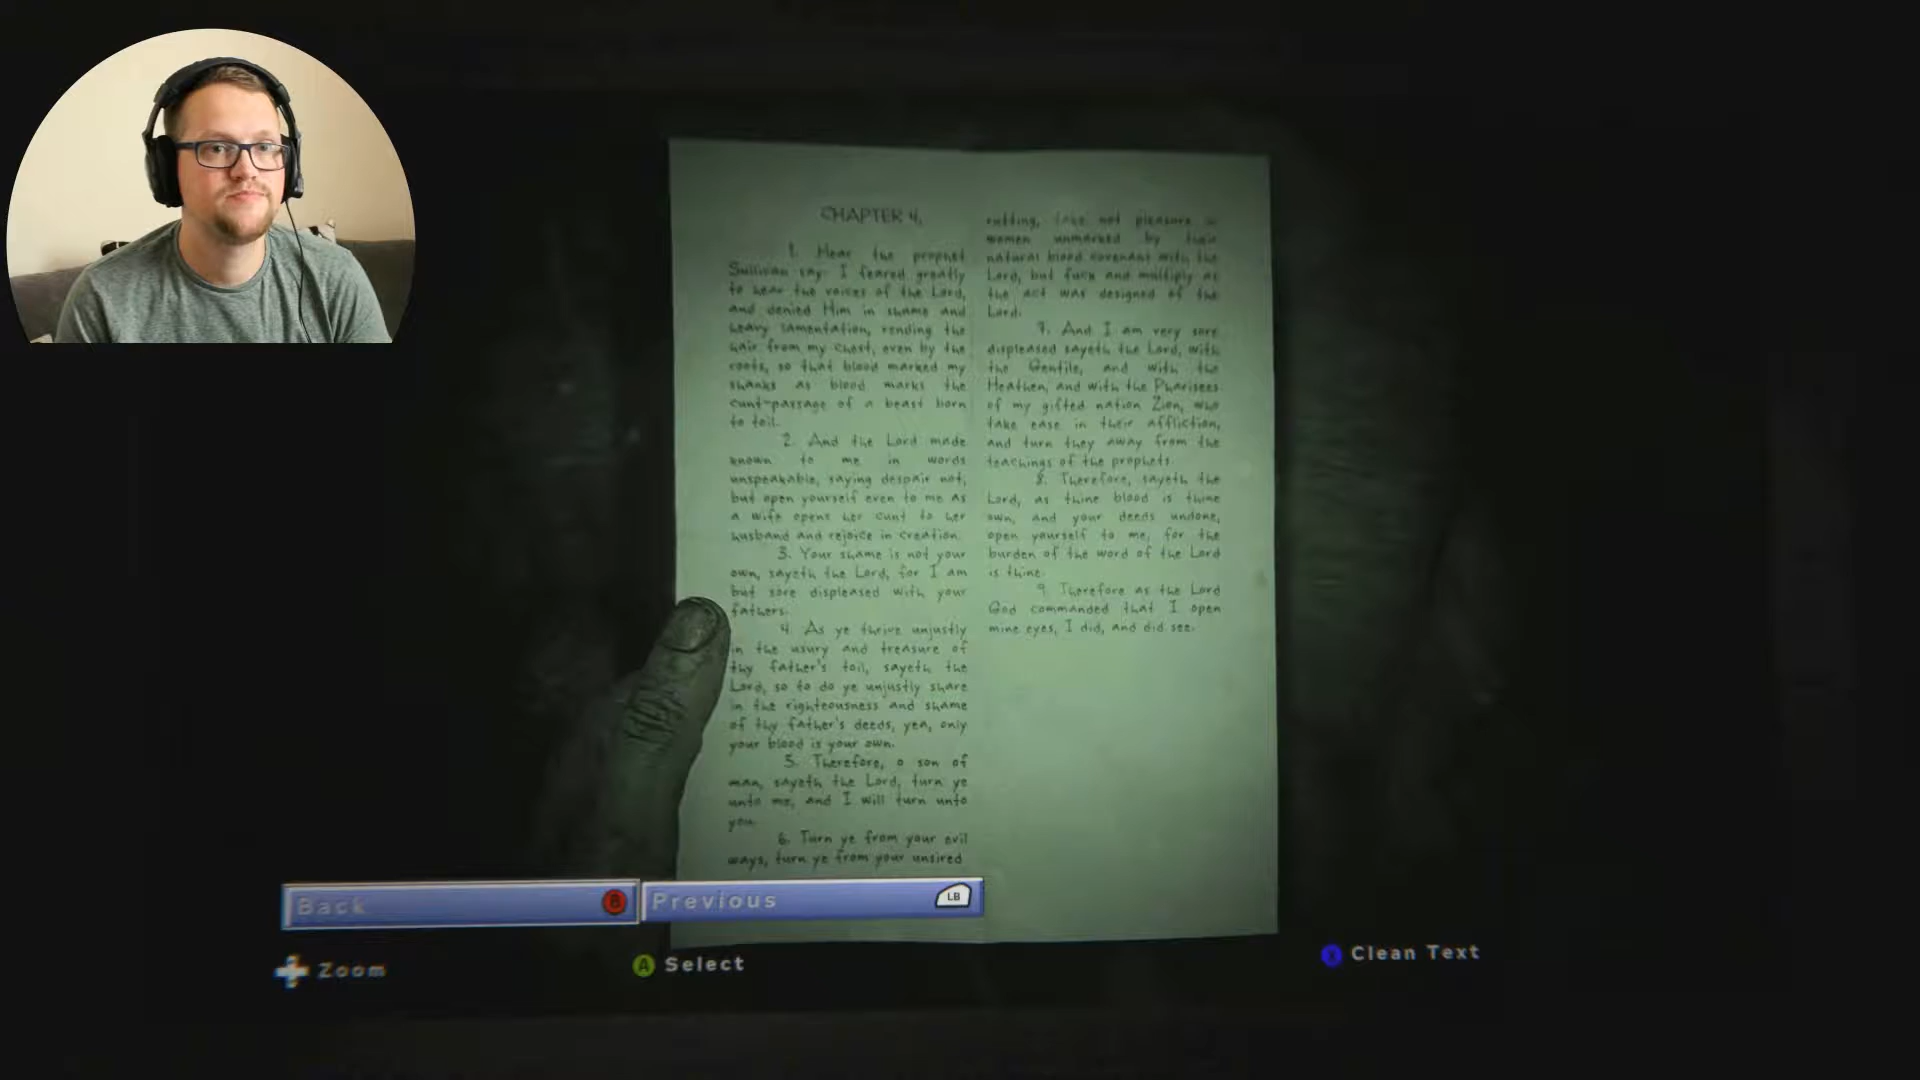 CHAPTER 4.
1. Hear the prophet
Sullivan say: I feared greatly
to hear the voices of the Lord,
and denied Him in shame and
heavy lamentation, rending the
hair from my chest, even by the
roots, so that blood marked my
shanks as blood marks the
cunt-passage of a beast born
to toil.
2. And the Lord made
known to me in words
unspeakable, saying despair not,
but open yourself even to me as
a wife opens her cunt to her
husband and rejoice in creation.
3. Your shame is not your
own, sayeth the Lord, for I am
but sore displeased with your
fathers.
4. As ye thrive unjustly
in the usury and treasure of
thy father's toil, sayeth the
Lord, so to do ye unjustly share
in the righteousness and shame
of thy father's deeds, yea, only
your blood is your own.
5. Therefore, o son of
man, sayeth the Lord, turn ye
unto me, and I will turn unto
you.
6. Turn ye from your evil
ways, turn ye from your unsired
rutting, take not pleasure in
women unmarked by their
natural blood covenant with the
Lord, but fuck and multiply as
the act was designed of the
Lord.
7. And I am very sore
displeased sayeth the Lord, with
the Gentile, and with the
Heathen, and with the Pharisees
of my gifted nation Zion, who
take ease in their affliction,
and turn they away from the
teachings of the prophets.
8. Therefore, sayeth the
Lord, as thine blood is thine
own, and your deeds undone,
open yourself to me, for the
burden of the word of the Lord
is thine.
9. Therefore as the Lord
God commanded that I open
mine eyes, I did, and did see.
Back B
Previous LB
Zoom
A Select
X Clean Text